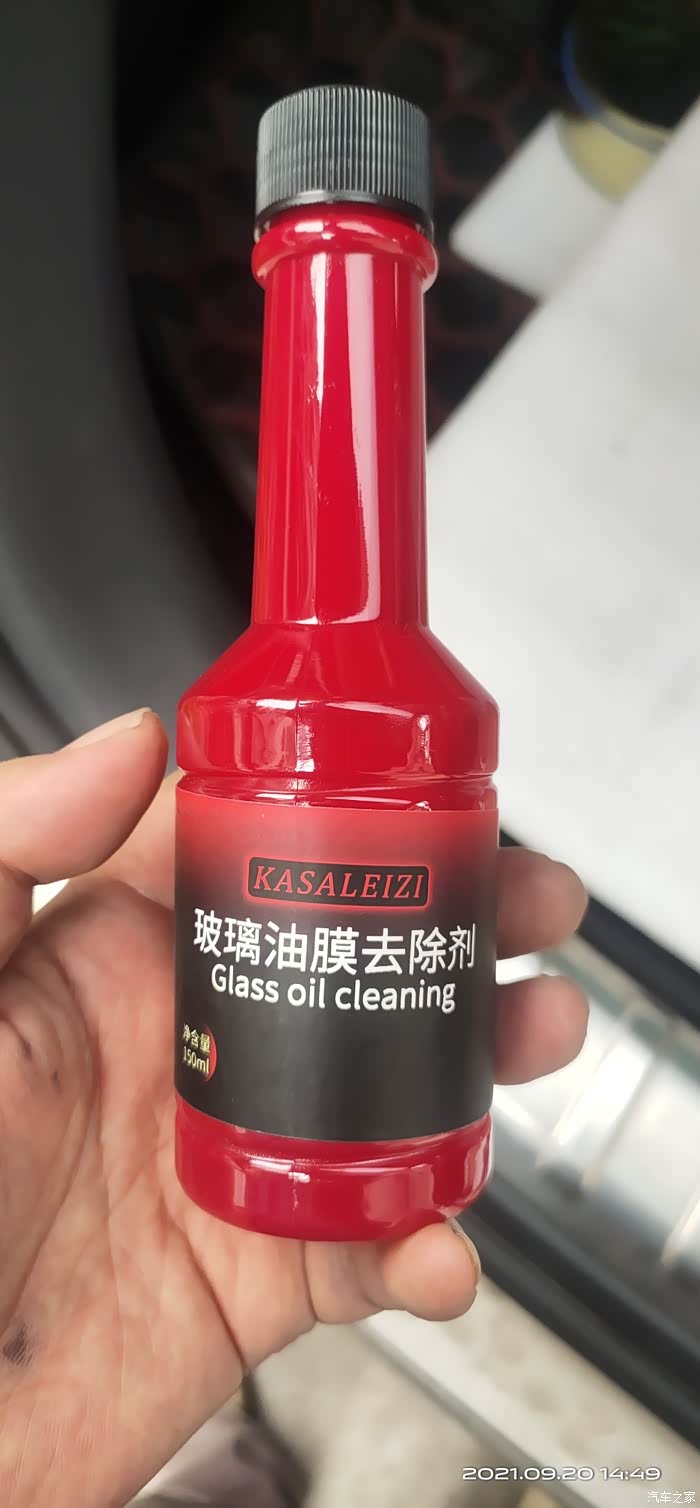 KASALEIZI
玻璃油膜去除剂
Glass oil cleaning
净含量
150ml
2021.09.20 14:49
汽车之家